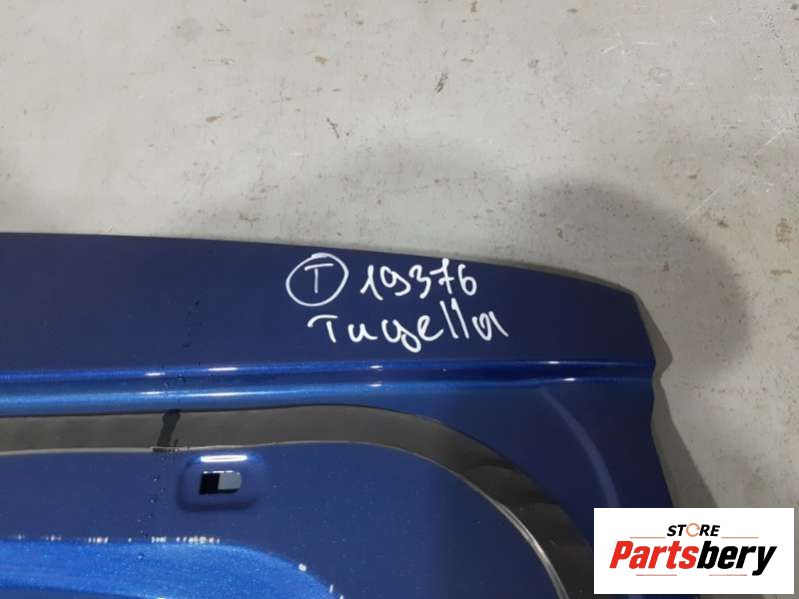 T 19376
Tugella
STORE
Partsbery